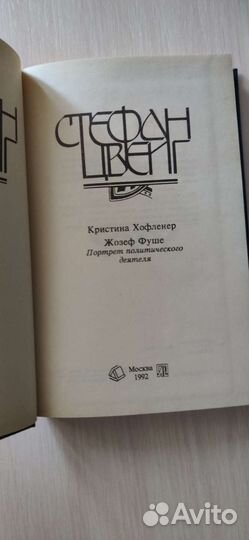 СТЕФАН
ЦВЕЙГ
Кристина Хофленер
Жозеф Фуше
Портрет политического
деятеля
Москва
1992
Avito